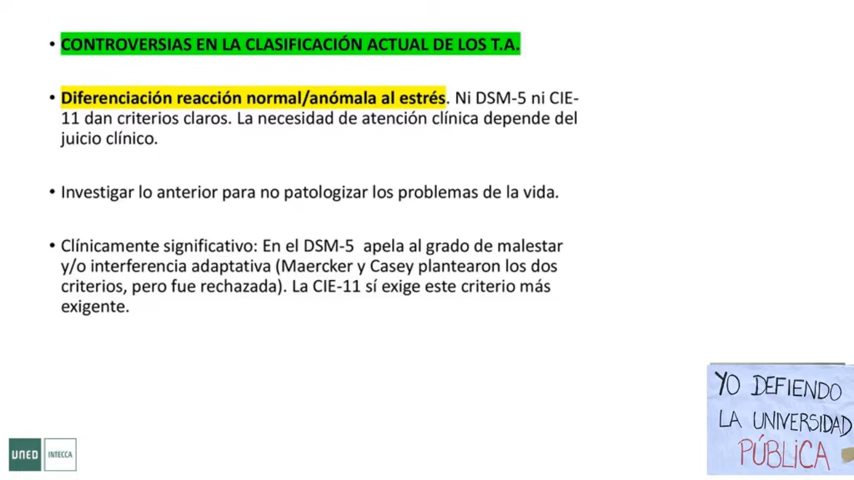 • CONTROVERSIAS EN LA CLASIFICACIÓN ACTUAL DE LOS T.A.
• Diferenciación reacción normal/anómala al estrés. Ni DSM-5 ni CIE-
11 dan criterios claros. La necesidad de atención clínica depende del
juicio clínico.
• Investigar lo anterior para no patologizar los problemas de la vida.
• Clínicamente significativo: En el DSM-5 apela al grado de malestar
y/o interferencia adaptativa (Maercker y Casey plantearon los dos
criterios, pero fue rechazada). La CIE-11 sí exige este criterio más
exigente.
YO DEFIENDO
LA UNIVERSIDAD
PÚBLICA
UNED INTECCA